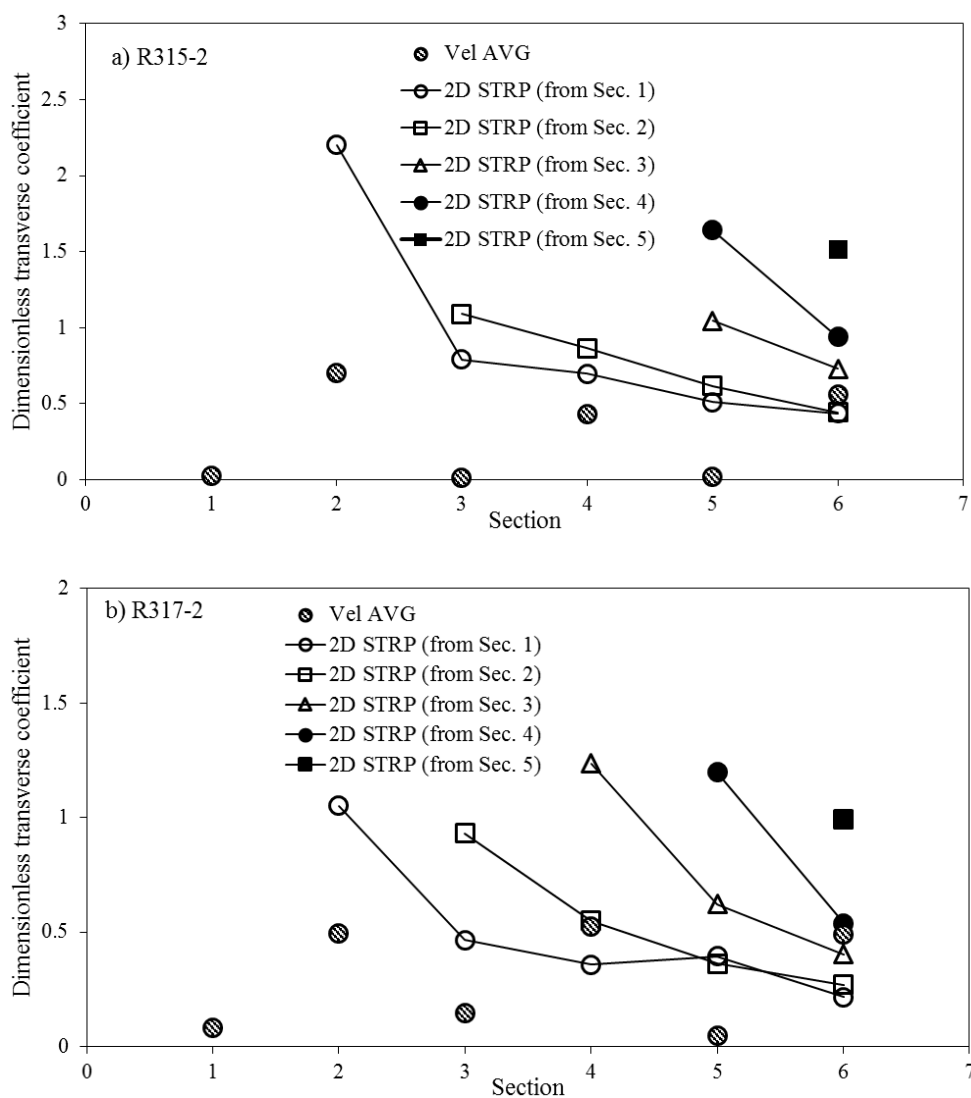 a) R315-2
Vel AVG
2D STRP (from Sec. 1)
2D STRP (from Sec. 2)
2D STRP (from Sec. 3)
2D STRP (from Sec. 4)
2D STRP (from Sec. 5)
Dimensionless transverse coefficient
3
2.5
2
1.5
1
0.5
0
0 1 2 3 4 5 6 7
Section
b) R317-2
Vel AVG
2D STRP (from Sec. 1)
2D STRP (from Sec. 2)
2D STRP (from Sec. 3)
2D STRP (from Sec. 4)
2D STRP (from Sec. 5)
Dimensionless transverse coefficient
2
1.5
1
0.5
0
0 1 2 3 4 5 6 7
Section